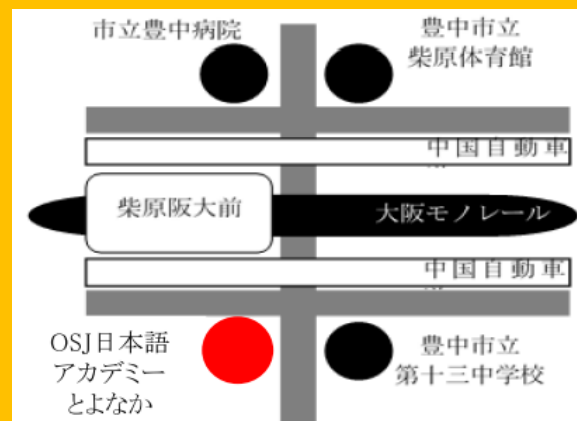 市立豊中病院
豊中市立
柴原体育館
中国自動車
柴原阪大前
大阪モノレール
中国自動車
OSJ日本語
アカデミー
とよなか
豊中市立
第十三中学校